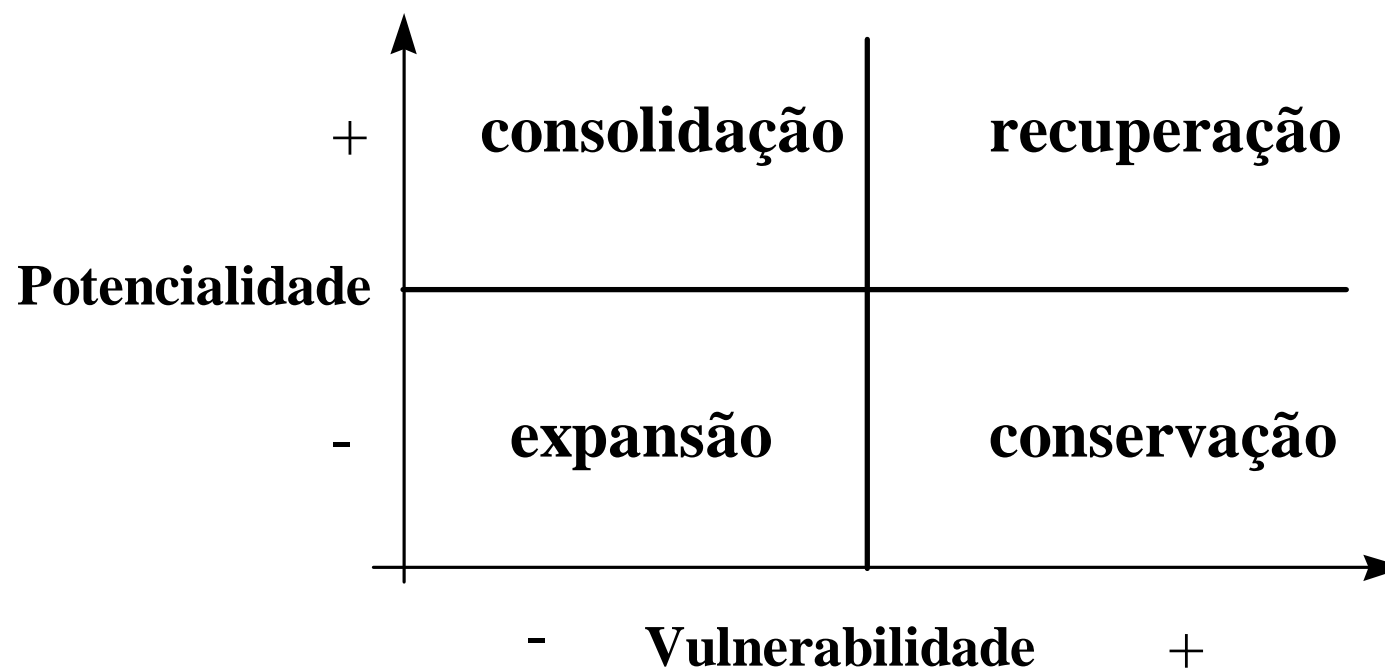 + consolidação recuperação
Potencialidade
- expansão conservação
- Vulnerabilidade +